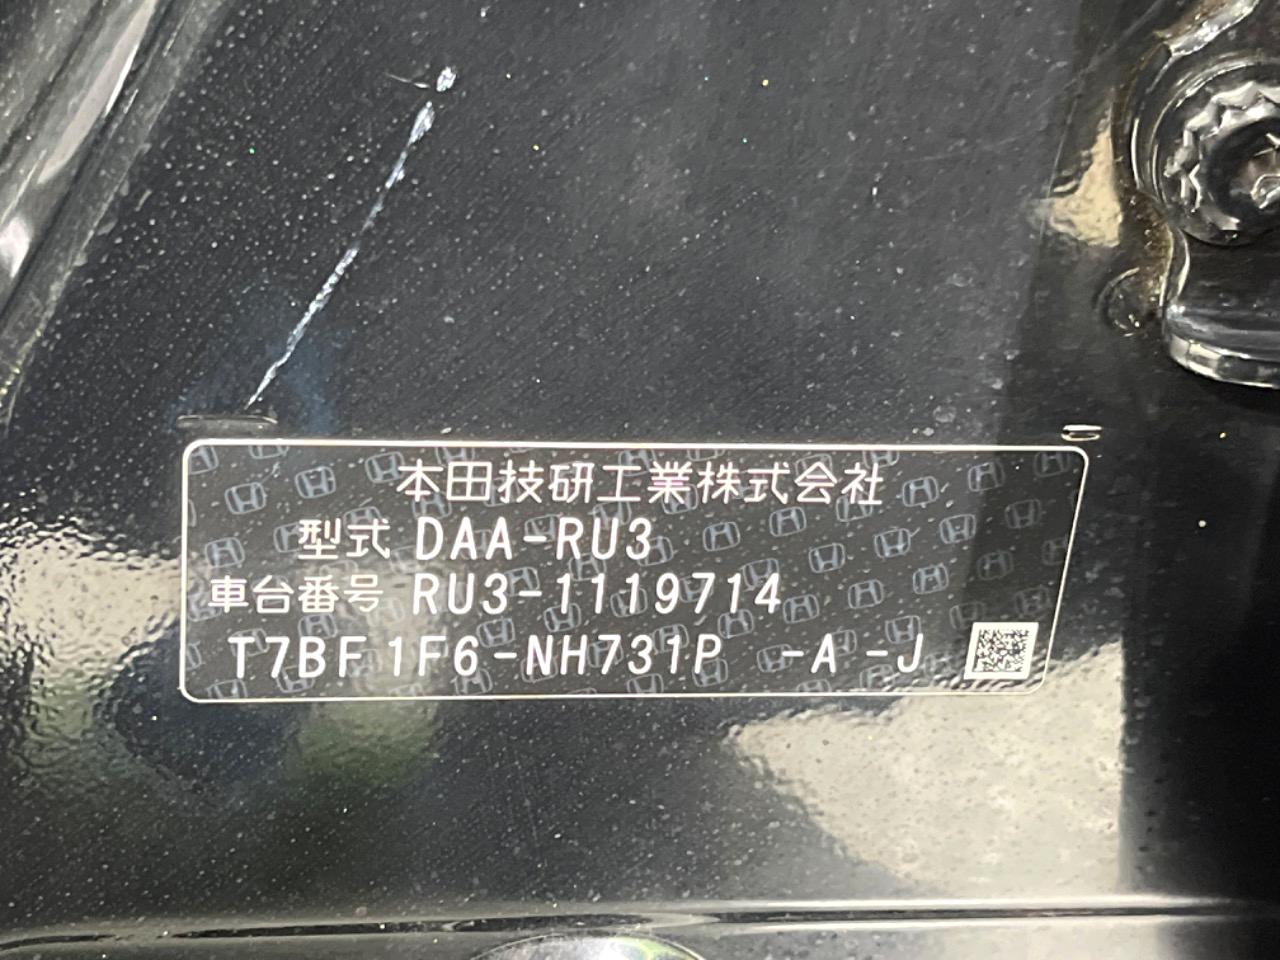 本田技研工業株式会社
型式 DAA-RU3
車台番号 RU3-1119714
T7BF1F6-NH731P -A -J